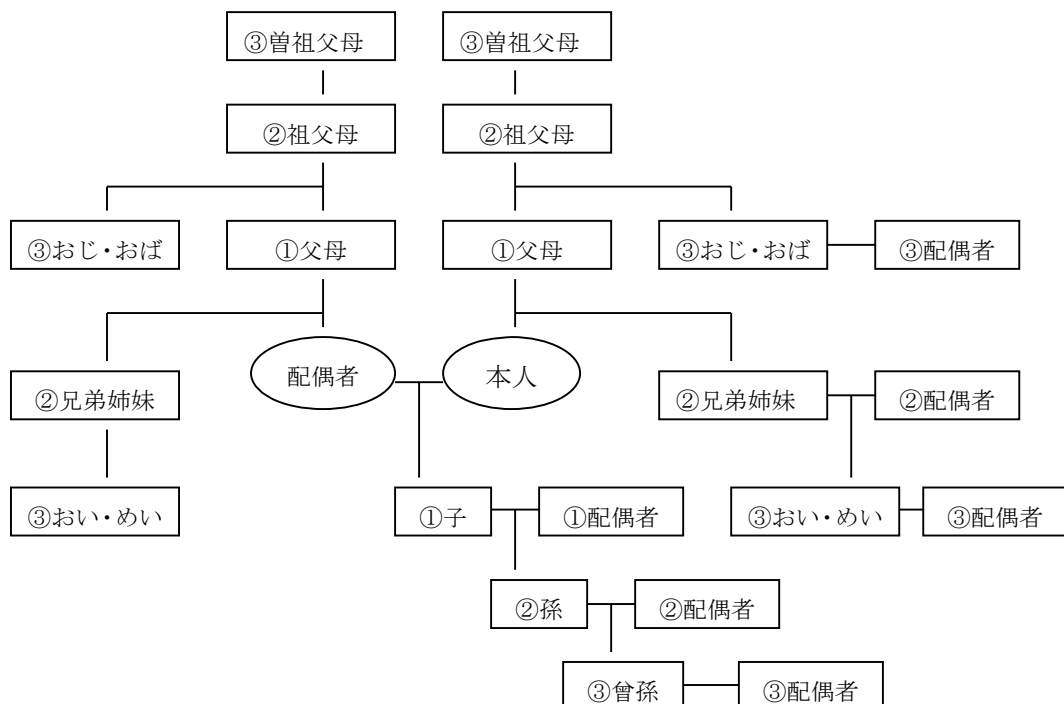 ③曽祖父母 ③曽祖父母
②祖父母 ②祖父母
③おじ・おば ①父母 ①父母 ③おじ・おば ③配偶者
配偶者 本人
②兄弟姉妹 ②兄弟姉妹 ②配偶者
③おい・めい ①子 ①配偶者 ③おい・めい ③配偶者
②孫 ②配偶者
③曾孫 ③配偶者